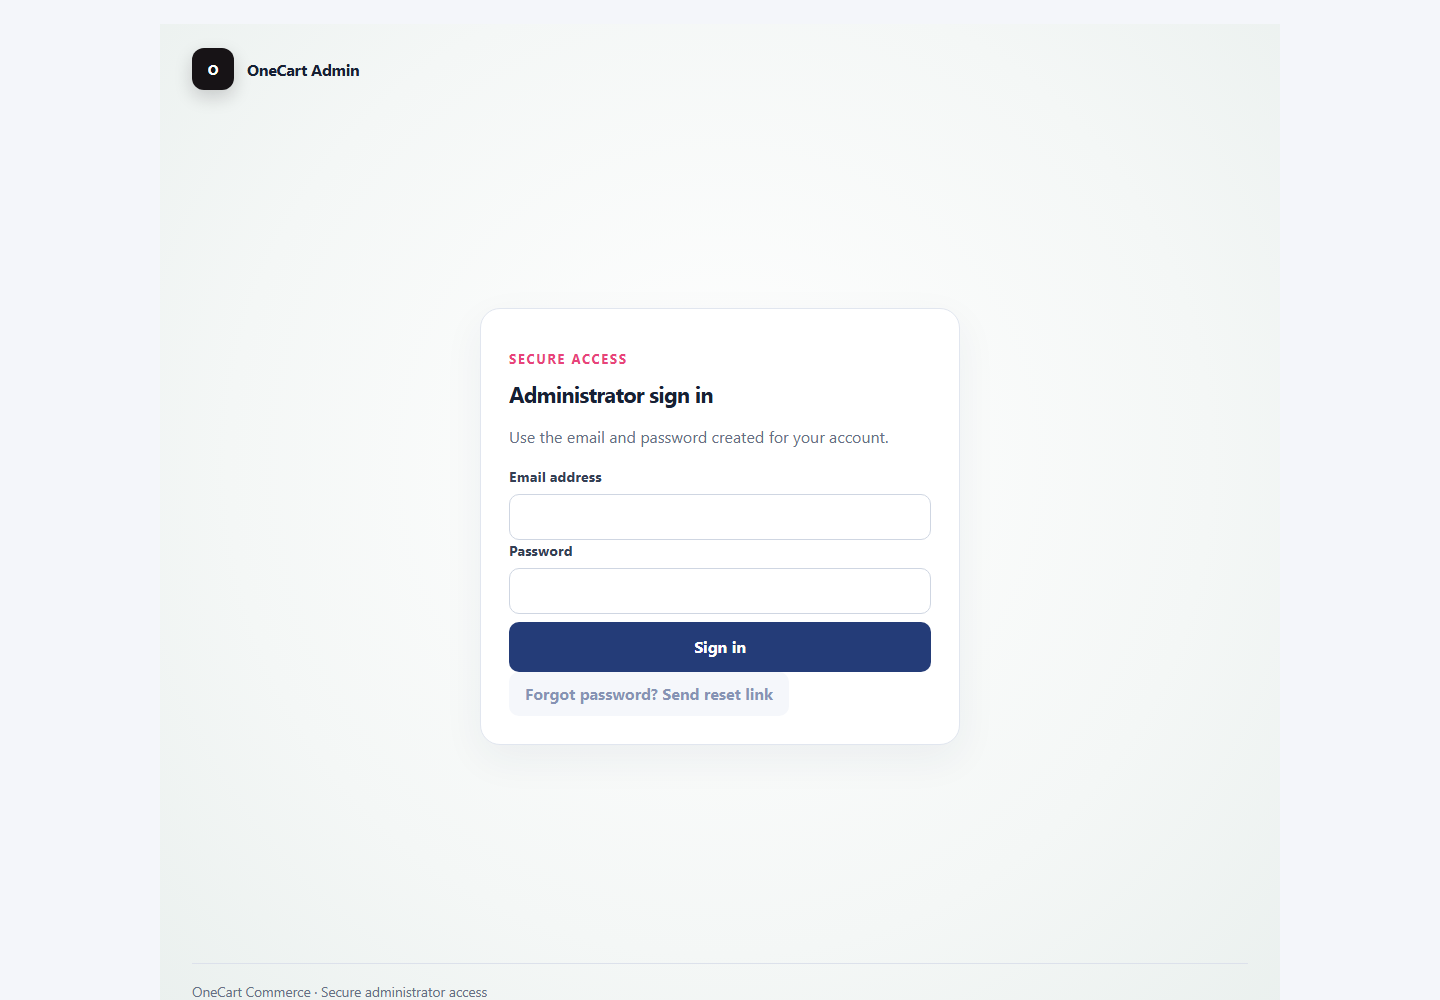 O
OneCart Admin
SECURE ACCESS
Administrator sign in
Use the email and password created for your account.
Email address
Password
Sign in
Forgot password? Send reset link
OneCart Commerce · Secure administrator access